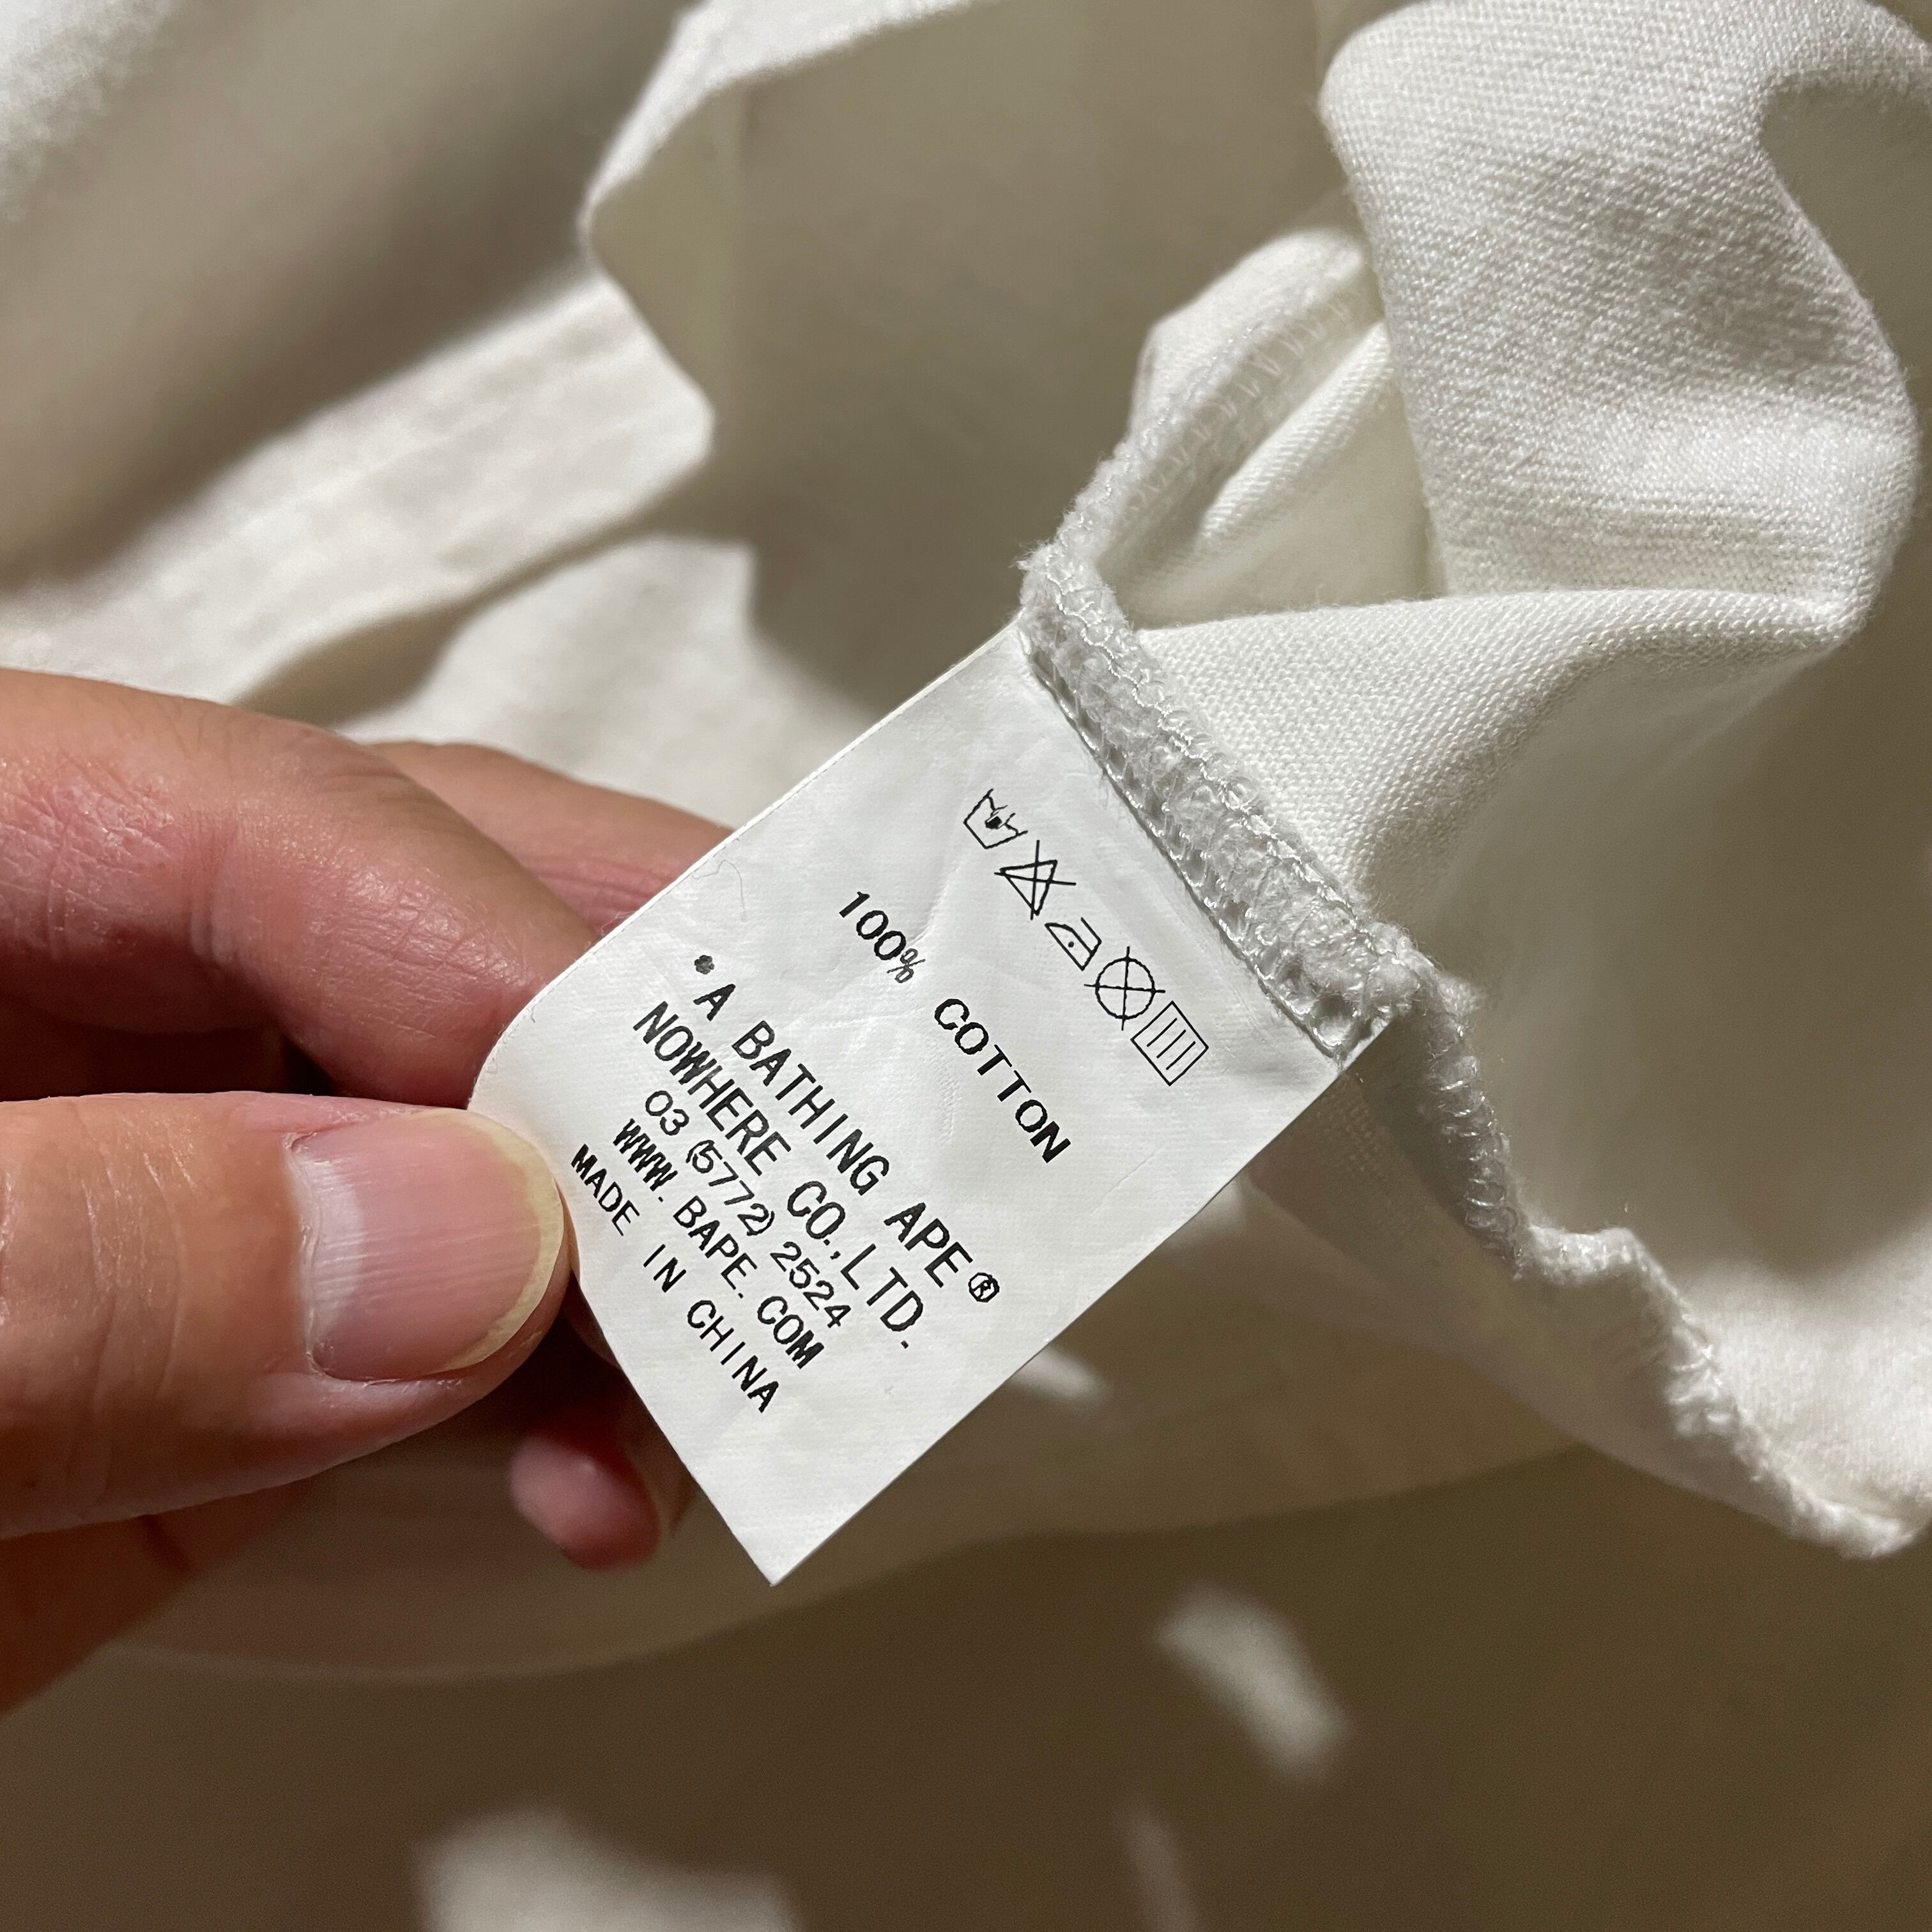 100% COTTON
A BATHING APE®
NOWHERE CO.,LTD.
03 (5772) 2524
WWW. BAPE. COM
MADE IN CHINA